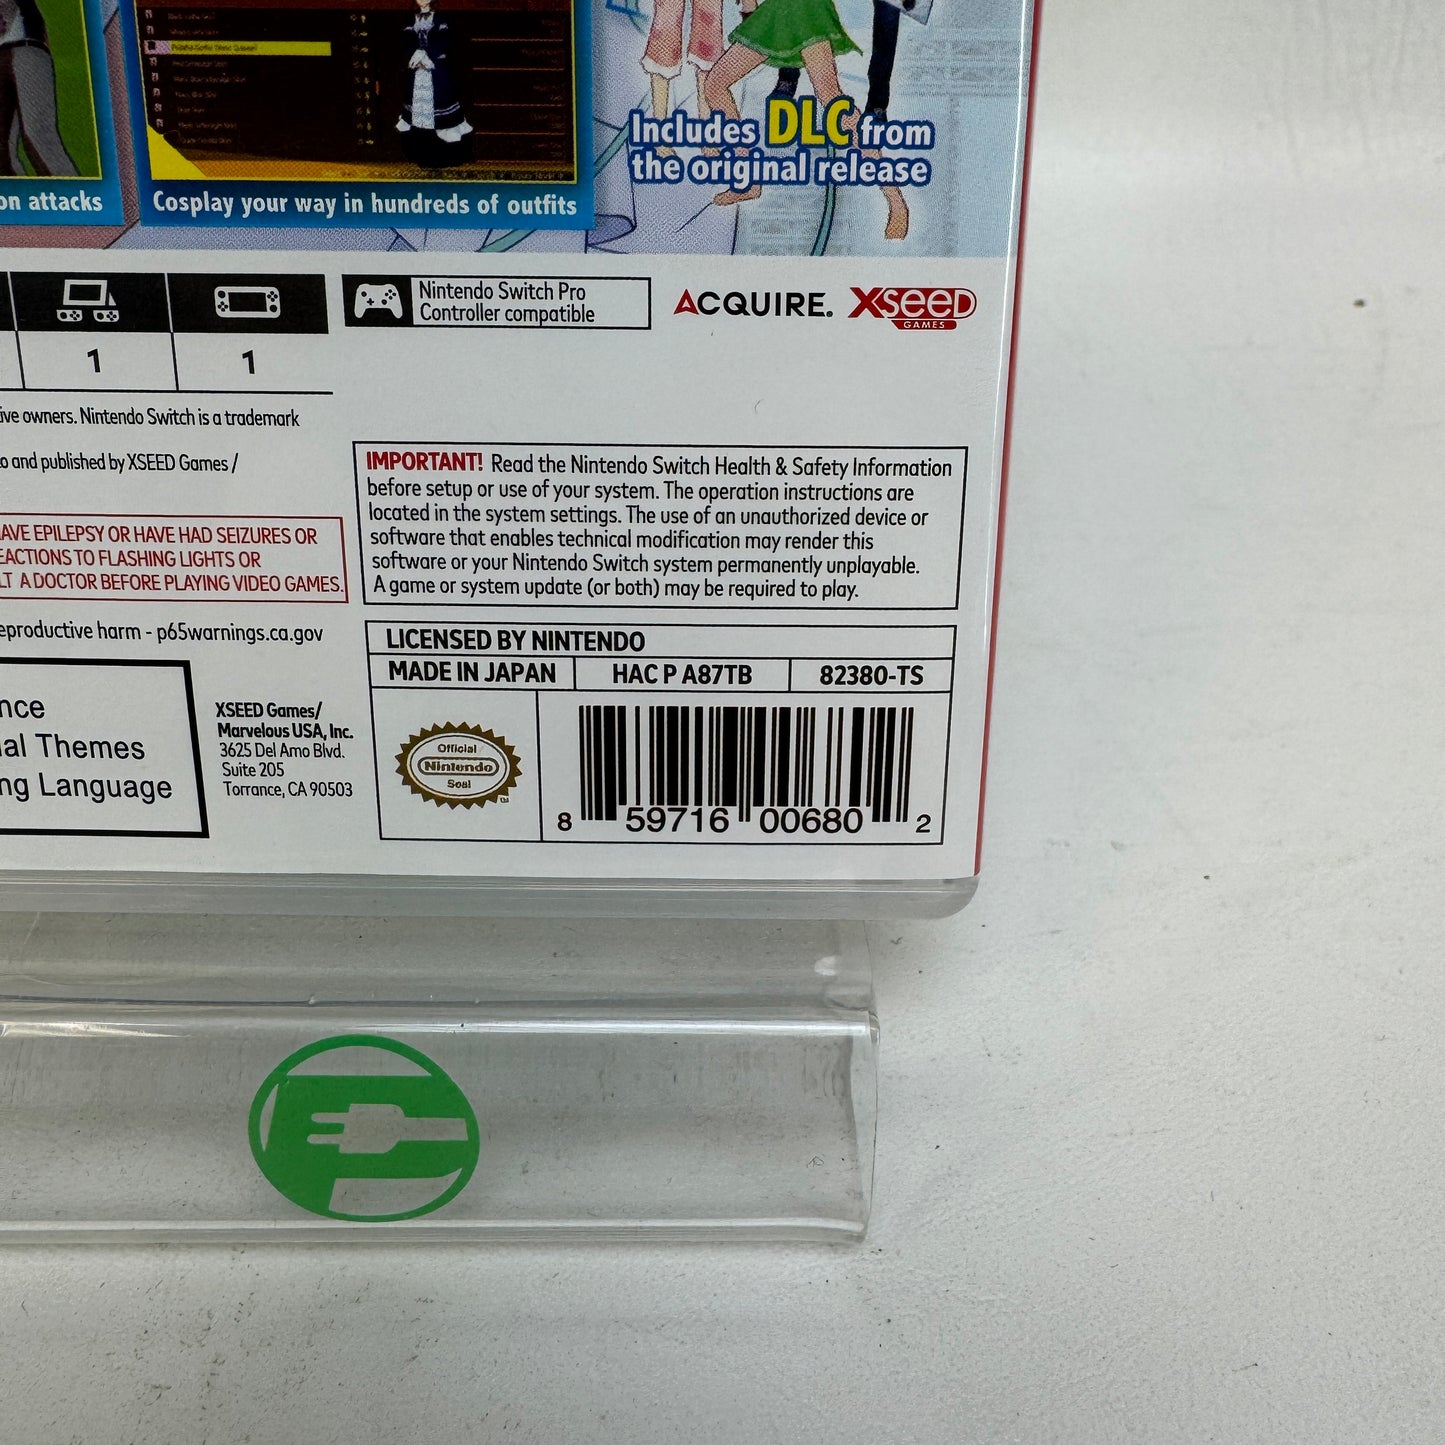 on attacks
Cosplay your way in hundreds of outfits
Includes DLC from
the original release
Nintendo Switch Pro
Controller compatible
ACQUIRE.
XSEED
GAMES
1
1
ive owners. Nintendo Switch is a trademark
o and published by XSEED Games /
AVE EPILEPSY OR HAVE HAD SEIZURES OR
EACTIONS TO FLASHING LIGHTS OR
LT A DOCTOR BEFORE PLAYING VIDEO GAMES.
eproductive harm - p65warnings.ca.gov
nce
al Themes
ng Language
XSEED Games/
Marvelous USA, Inc.
3625 Del Amo Blvd.
Suite 205
Torrance, CA 90503
IMPORTANT! Read the Nintendo Switch Health & Safety Information
before setup or use of your system. The operation instructions are
located in the system settings. The use of an unauthorized device or
software that enables technical modification may render this
software or your Nintendo Switch system permanently unplayable.
A game or system update (or both) may be required to play.
LICENSED BY NINTENDO
MADE IN JAPAN HAC P A87TB 82380-TS
Official
Nintendo
Seal
TM
8 59716 00680 2